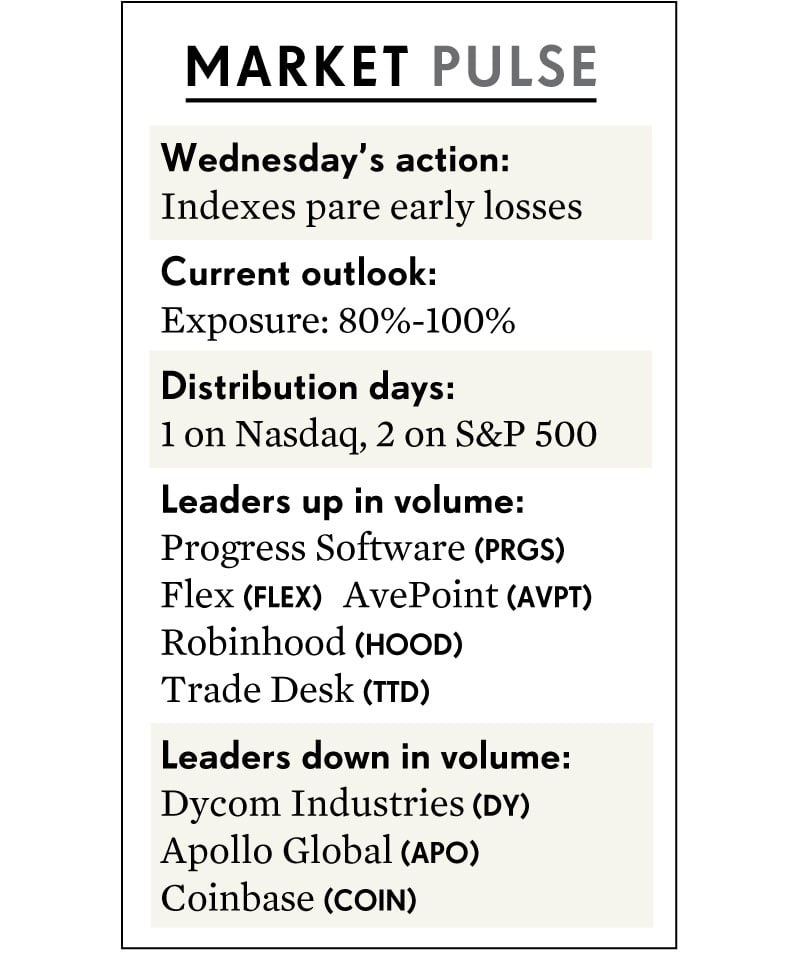 MARKET PULSE
Wednesday’s action:
Indexes pare early losses
Current outlook:
Exposure: 80%-100%
Distribution days:
1 on Nasdaq, 2 on S&P 500
Leaders up in volume:
Progress Software (PRGS)
Flex (FLEX) AvePoint (AVPT)
Robinhood (HOOD)
Trade Desk (TTD)
Leaders down in volume:
Dycom Industries (DY)
Apollo Global (APO)
Coinbase (COIN)